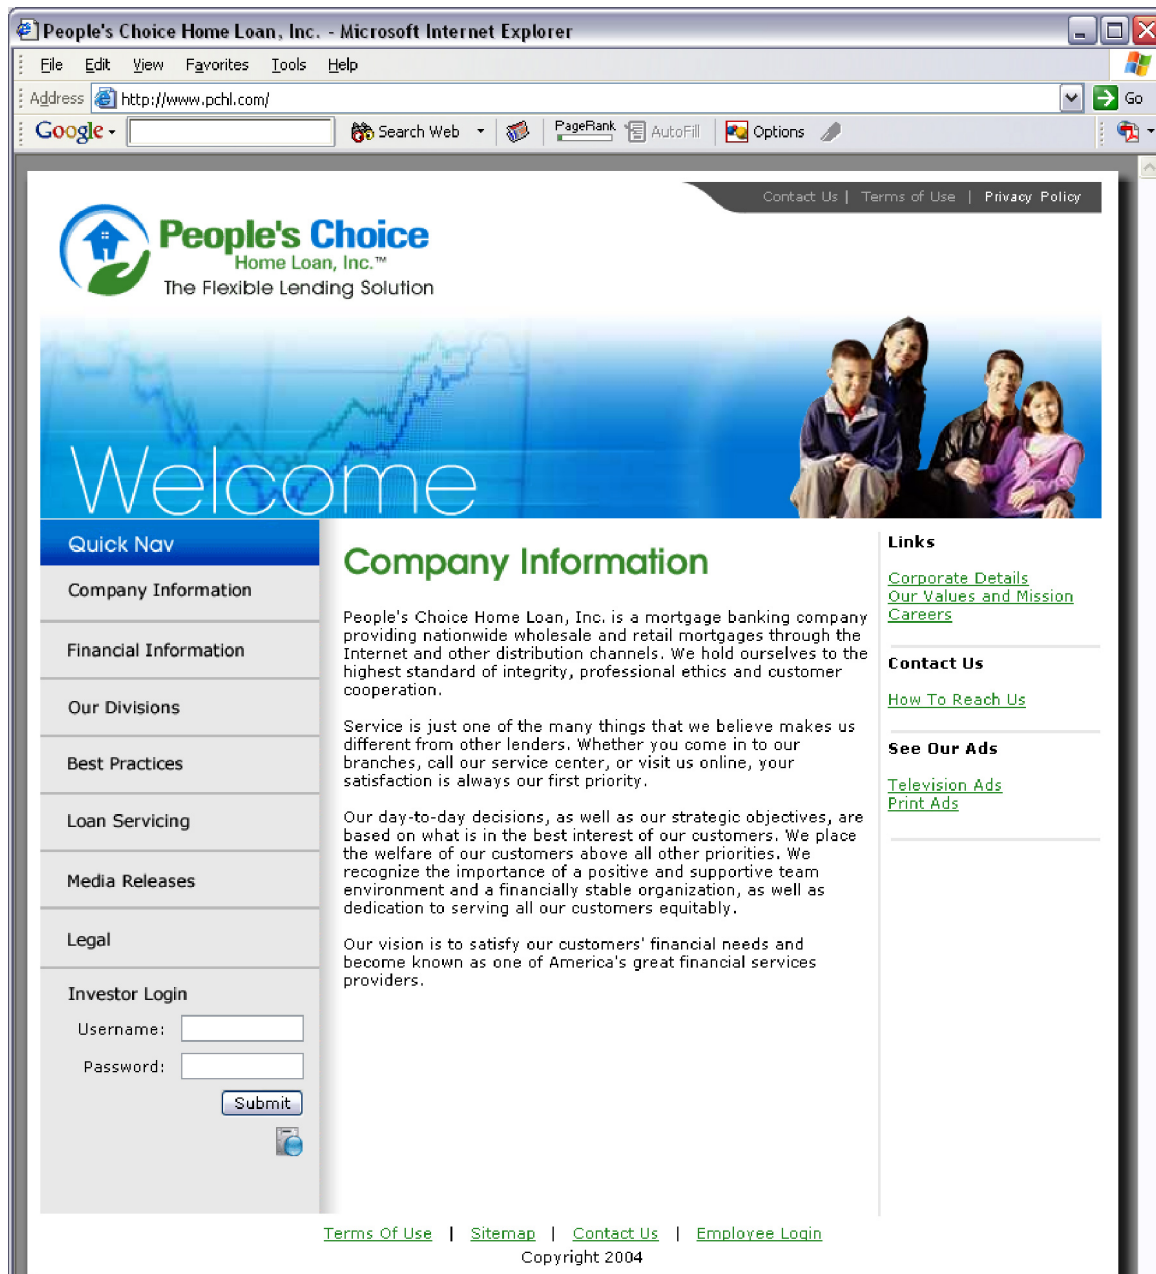 People's Choice Home Loan, Inc. - Microsoft Internet Explorer
File Edit View Favorites Tools Help
Address http://www.pchl.com/ Go
Google Search Web PageRank AutoFill Options
Contact Us | Terms of Use | Privacy Policy
People's Choice
Home Loan, Inc.™
The Flexible Lending Solution
Welcome
Quick Nav
Company Information
Financial Information
Our Divisions
Best Practices
Loan Servicing
Media Releases
Legal
Investor Login
Username:
Password:
Submit
Company Information
People's Choice Home Loan, Inc. is a mortgage banking company
providing nationwide wholesale and retail mortgages through the
Internet and other distribution channels. We hold ourselves to the
highest standard of integrity, professional ethics and customer
cooperation.
Service is just one of the many things that we believe makes us
different from other lenders. Whether you come in to our
branches, call our service center, or visit us online, your
satisfaction is always our first priority.
Our day-to-day decisions, as well as our strategic objectives, are
based on what is in the best interest of our customers. We place
the welfare of our customers above all other priorities. We
recognize the importance of a positive and supportive team
environment and a financially stable organization, as well as
dedication to serving all our customers equitably.
Our vision is to satisfy our customers' financial needs and
become known as one of America's great financial services
providers.
Links
Corporate Details
Our Values and Mission
Careers
Contact Us
How To Reach Us
See Our Ads
Television Ads
Print Ads
Terms Of Use | Sitemap | Contact Us | Employee Login
Copyright 2004